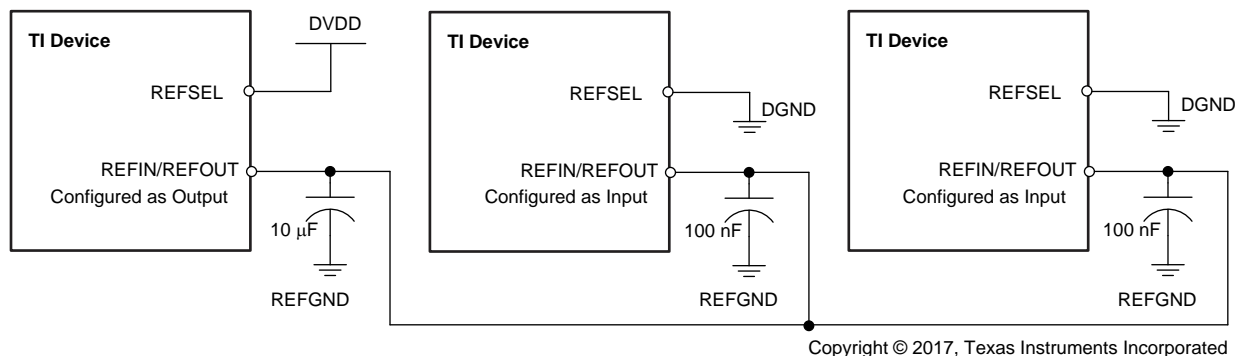 TI Device
DVDD
REFSEL
REFIN/REFOUT
Configured as Output
10 μF
REFGND
TI Device
REFSEL
DGND
REFIN/REFOUT
Configured as Input
100 nF
REFGND
TI Device
REFSEL
DGND
REFIN/REFOUT
Configured as Input
100 nF
REFGND
Copyright © 2017, Texas Instruments Incorporated